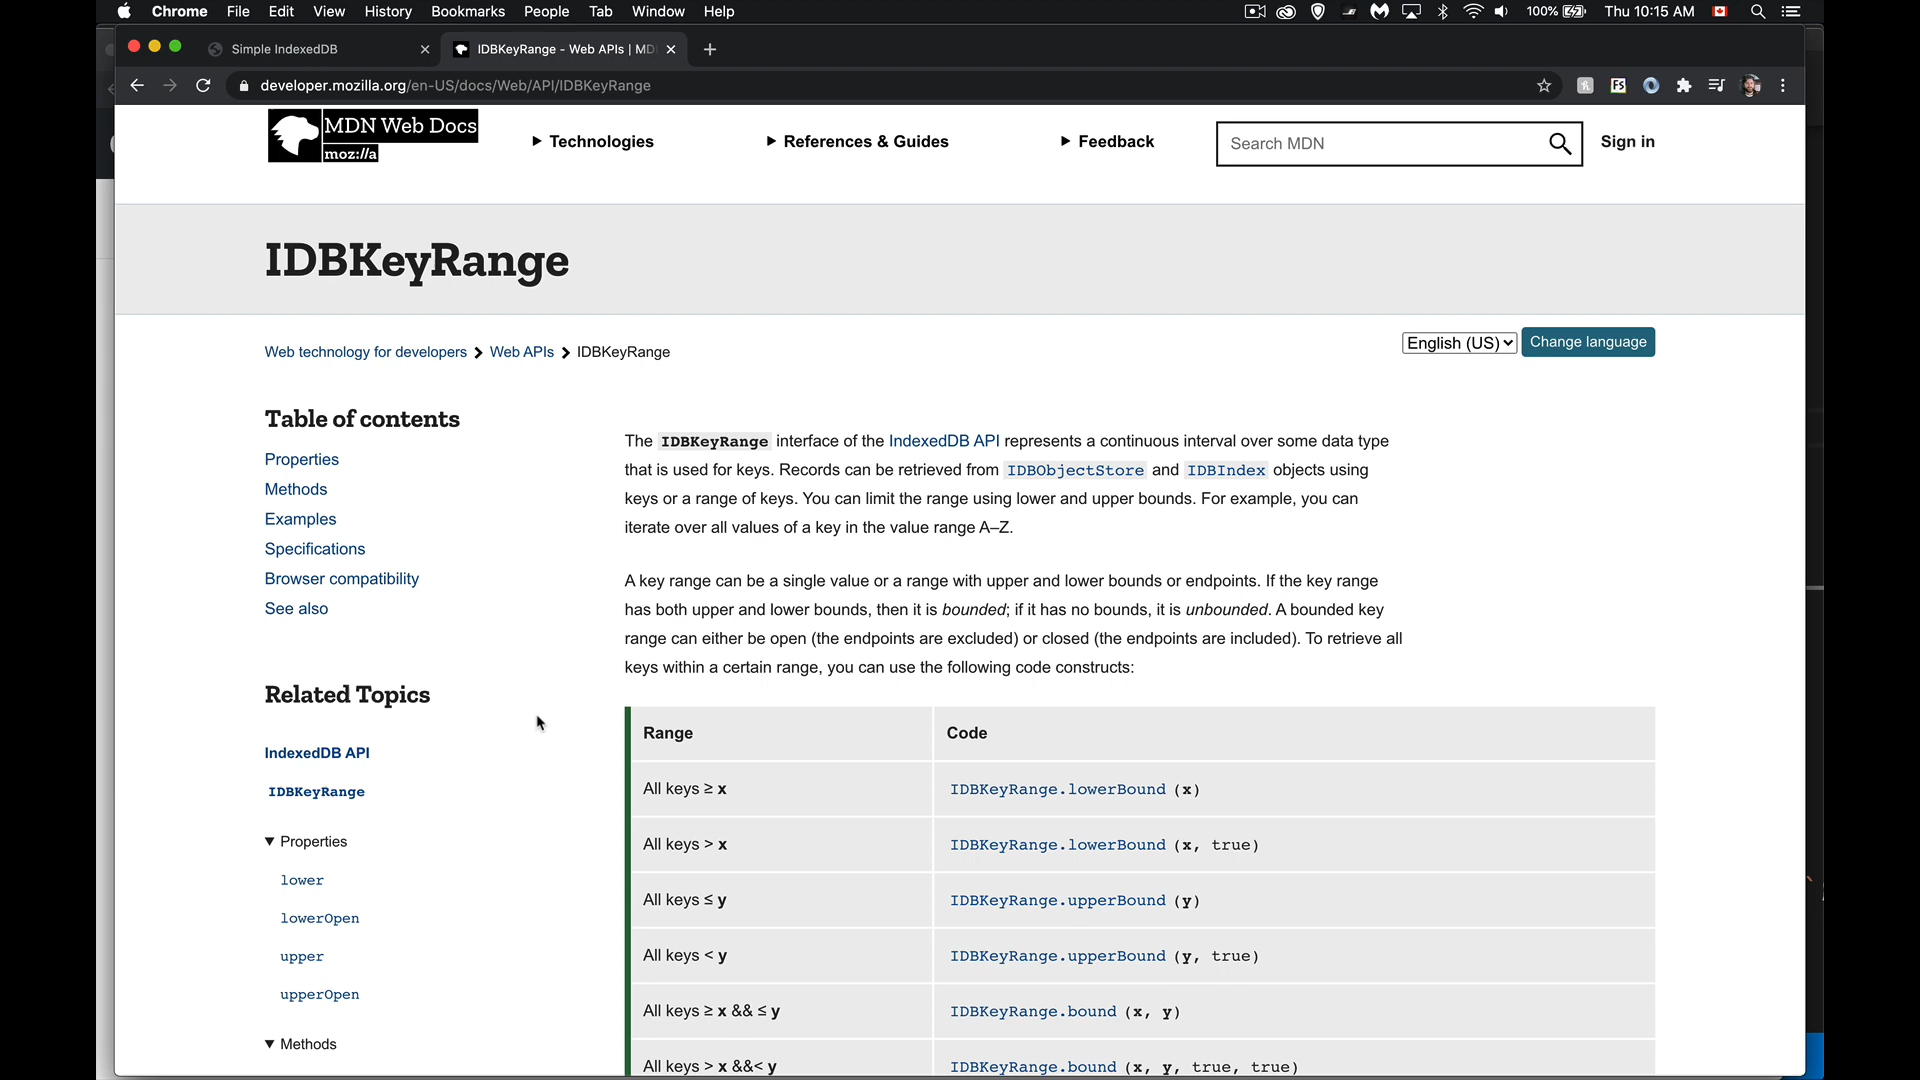 Chrome File Edit View History Bookmarks People Tab Window Help 100% Thu 10:15 AM
Simple IndexedDB IDBKeyRange - Web APIs | MD
developer.mozilla.org/en-US/docs/Web/API/IDBKeyRange
MDN Web Docs
moz://a
Technologies References & Guides Feedback Search MDN Sign in
IDBKeyRange
Web technology for developers Web APIs IDBKeyRange English (US) Change language
Table of contents
Properties
Methods
Examples
Specifications
Browser compatibility
See also
Related Topics
IndexedDB API
IDBKeyRange
Properties
lower
lowerOpen
upper
upperOpen
Methods
The IDBKeyRange interface of the IndexedDB API represents a continuous interval over some data type
that is used for keys. Records can be retrieved from IDBObjectStore and IDBIndex objects using
keys or a range of keys. You can limit the range using lower and upper bounds. For example, you can
iterate over all values of a key in the value range A–Z.
A key range can be a single value or a range with upper and lower bounds or endpoints. If the key range
has both upper and lower bounds, then it is bounded; if it has no bounds, it is unbounded. A bounded key
range can either be open (the endpoints are excluded) or closed (the endpoints are included). To retrieve all
keys within a certain range, you can use the following code constructs:
Range Code
All keys ≥ x IDBKeyRange.lowerBound (x)
All keys > x IDBKeyRange.lowerBound (x, true)
All keys ≤ y IDBKeyRange.upperBound (y)
All keys < y IDBKeyRange.upperBound (y, true)
All keys ≥ x && ≤ y IDBKeyRange.bound (x, y)
All keys > x &&< y IDBKeyRange.bound (x, y, true, true)